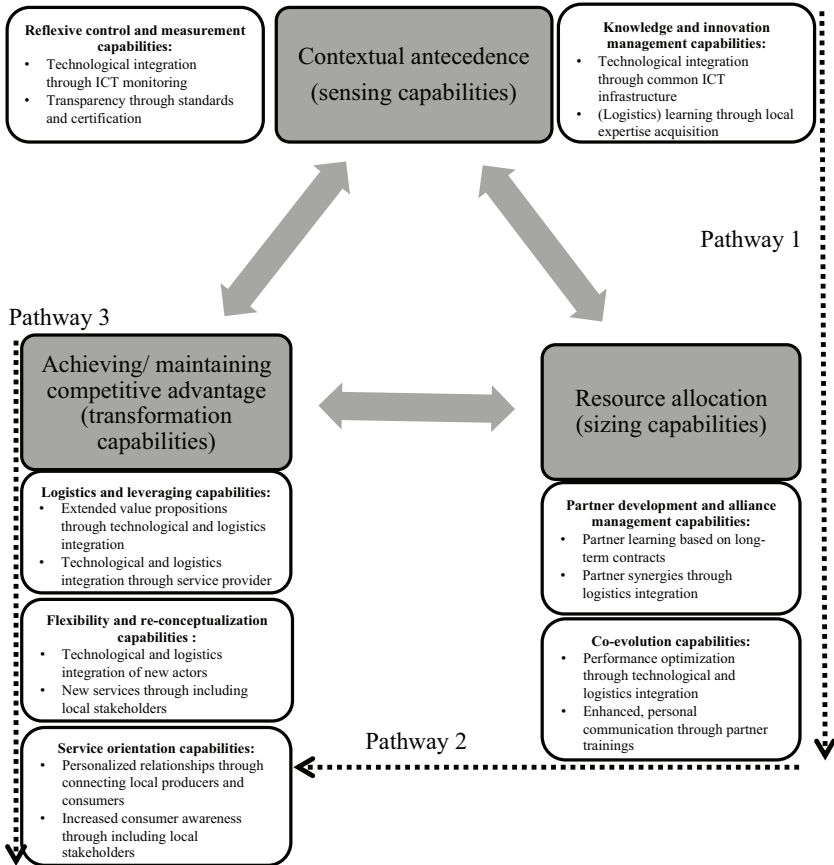 Reflexive control and measurement
capabilities:
• Technological integration
through ICT monitoring
• Transparency through standards
and certification
Contextual antecedence
(sensing capabilities)
Knowledge and innovation
management capabilities:
• Technological integration
through common ICT
infrastructure
• (Logistics) learning through local
expertise acquisition
Pathway 1
Pathway 3
Achieving/ maintaining
competitive advantage
(transformation
capabilities)
Resource allocation
(sizing capabilities)
Logistics and leveraging capabilities:
• Extended value propositions
through technological and logistics
integration
• Technological and logistics
integration through service provider
Partner development and alliance
management capabilities:
• Partner learning based on long-
term contracts
• Partner synergies through
logistics integration
Flexibility and re-conceptualization
capabilities :
• Technological and logistics
integration of new actors
• New services through including
local stakeholders
Co-evolution capabilities:
• Performance optimization
through technological and
logistics integration
• Enhanced, personal
communication through partner
trainings
Pathway 2
Service orientation capabilities:
• Personalized relationships through
connecting local producers and
consumers
• Increased consumer awareness
through including local
stakeholders